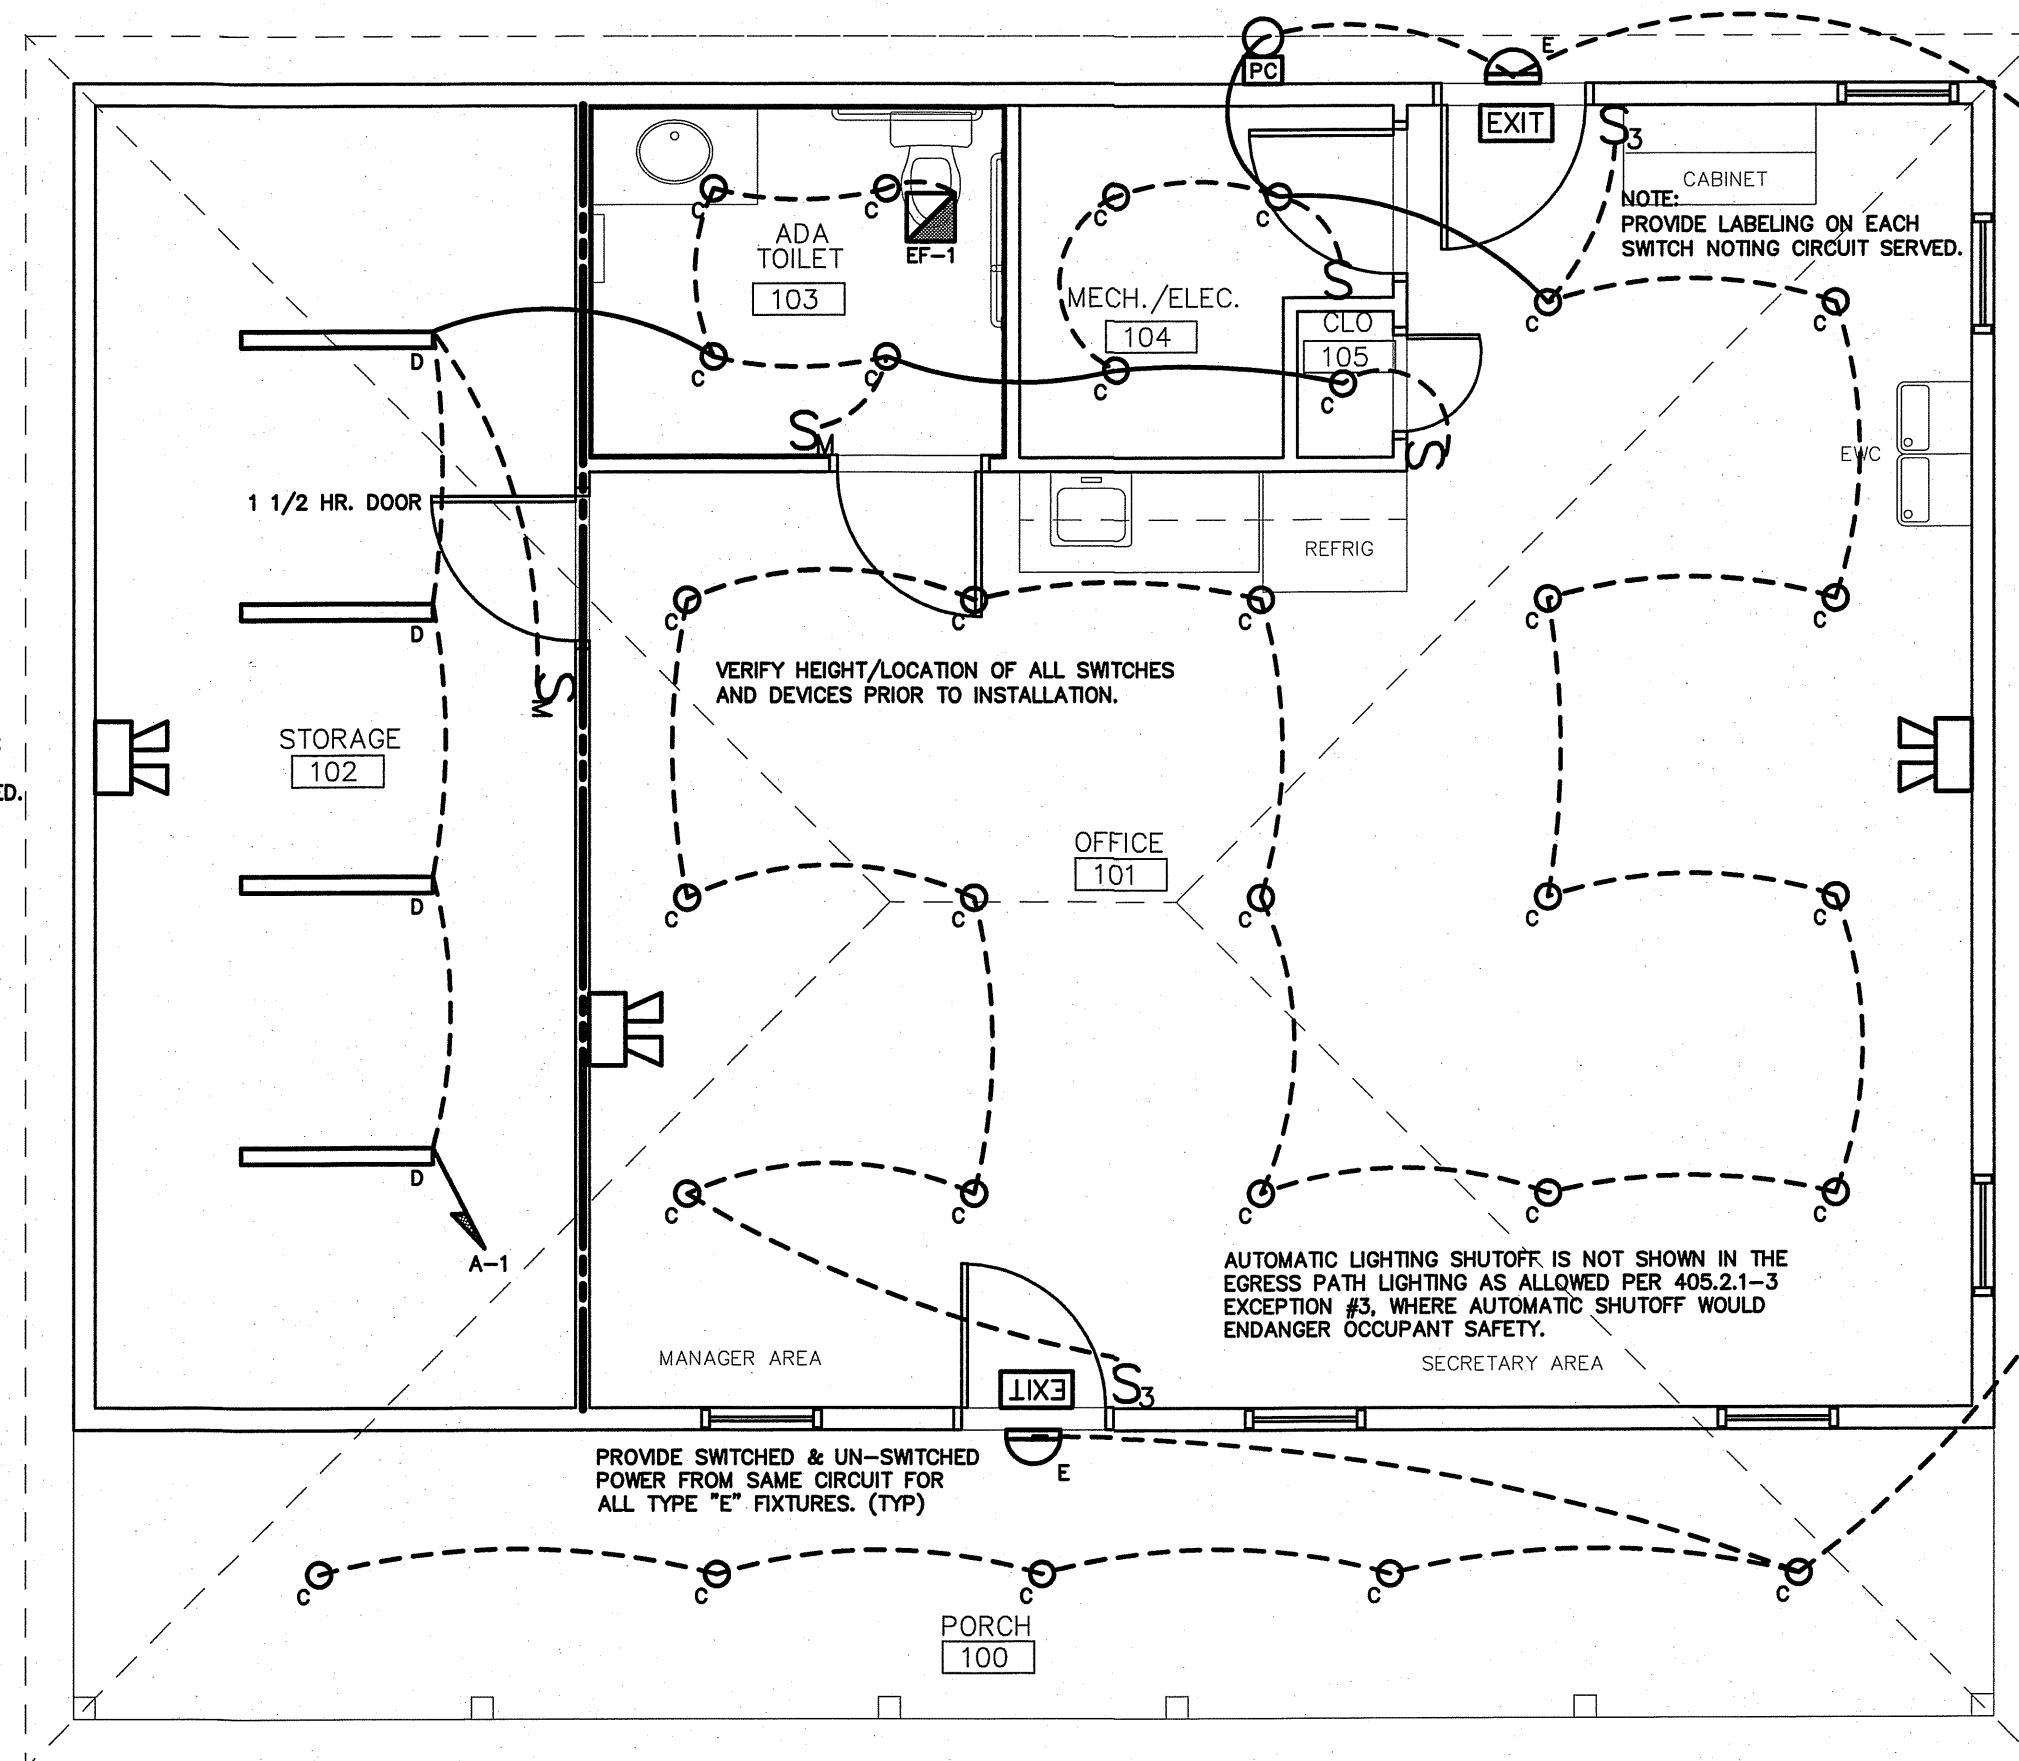 E
PC
EXIT
S3
CABINET
NOTE:
PROVIDE LABELING ON EACH
SWITCH NOTING CIRCUIT SERVED.
C
C
C
C
ADA
TOILET
103
EF-1
MECH./ELEC.
104
S
CLO
105
C
C
C
C
D
C
C
C
C
SM
S
EWC
1 1/2 HR. DOOR
REFRIG
D
C
C
C
C
C
VERIFY HEIGHT/LOCATION OF ALL SWITCHES
AND DEVICES PRIOR TO INSTALLATION.
SM
STORAGE
102
ED.
OFFICE
101
D
C
C
C
C
C
D
C
C
C
C
C
A-1
AUTOMATIC LIGHTING SHUTOFF IS NOT SHOWN IN THE
EGRESS PATH LIGHTING AS ALLOWED PER 405.2.1-3
EXCEPTION #3, WHERE AUTOMATIC SHUTOFF WOULD
ENDANGER OCCUPANT SAFETY.
MANAGER AREA
SECRETARY AREA
EXIT
S3
PROVIDE SWITCHED & UN-SWITCHED
POWER FROM SAME CIRCUIT FOR
ALL TYPE "E" FIXTURES. (TYP)
E
C
C
C
C
C
PORCH
100